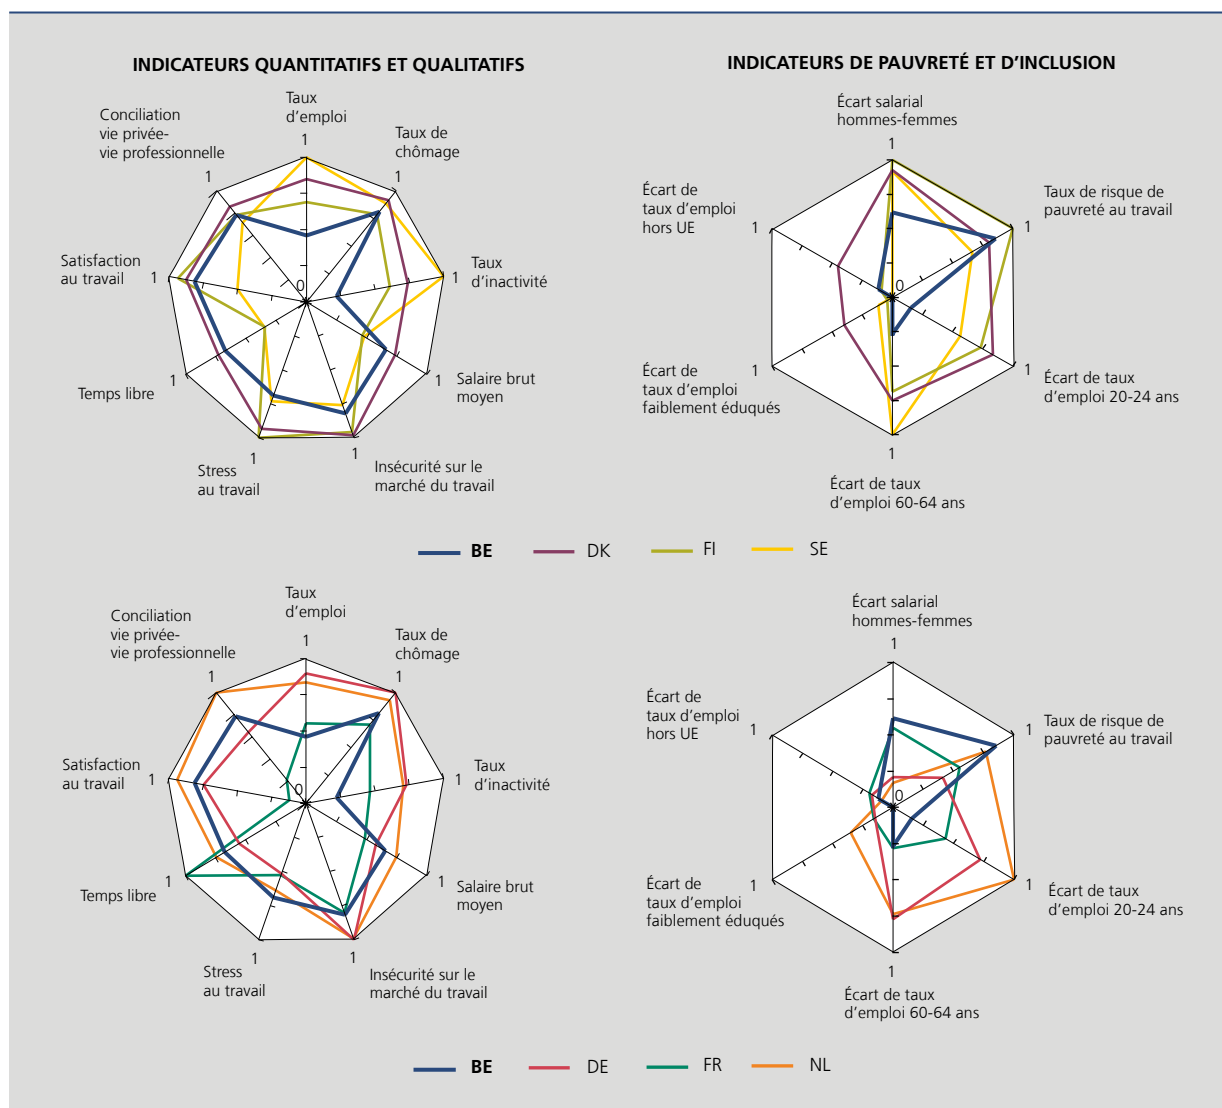 INDICATEURS QUANTITATIFS ET QUALITATIFS
Taux
d'emploi
1
Taux de
chômage
1
Taux
d'inactivité
1
Salaire brut
moyen
1
Insécurité sur le
marché du travail
1
Stress
au travail
1
Temps libre
1
Satisfaction
au travail
1
Conciliation
vie privée-
vie professionnelle
1
0
INDICATEURS DE PAUVRETÉ ET D'INCLUSION
Écart salarial
hommes-femmes
1
Taux de risque de
pauvreté au travail
1
Écart de taux
d'emploi 20-24 ans
1
Écart de taux
d'emploi 60-64 ans
1
Écart de
taux d'emploi
faiblement éduqués
1
Écart de
taux d'emploi
hors UE
1
0
BE DK FI SE
Taux
d'emploi
1
Taux de
chômage
1
Taux
d'inactivité
1
Salaire brut
moyen
1
Insécurité sur le
marché du travail
1
Stress
au travail
1
Temps libre
1
Satisfaction
au travail
1
Conciliation
vie privée-
vie professionnelle
1
0
Écart salarial
hommes-femmes
1
Taux de risque de
pauvreté au travail
1
Écart de taux
d'emploi 20-24 ans
1
Écart de taux
d'emploi 60-64 ans
1
Écart de
taux d'emploi
faiblement éduqués
1
Écart de
taux d'emploi
hors UE
1
0
BE DE FR NL